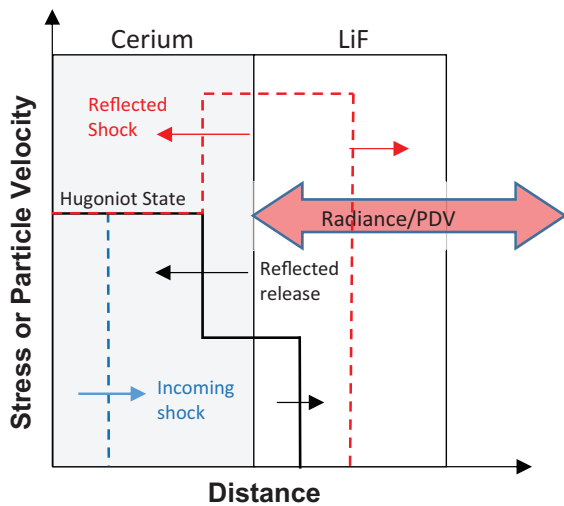 Cerium
LiF
Reflected
Shock
Hugoniot State
Radiance/PDV
Reflected
release
Incoming
shock
Stress or Particle Velocity
Distance